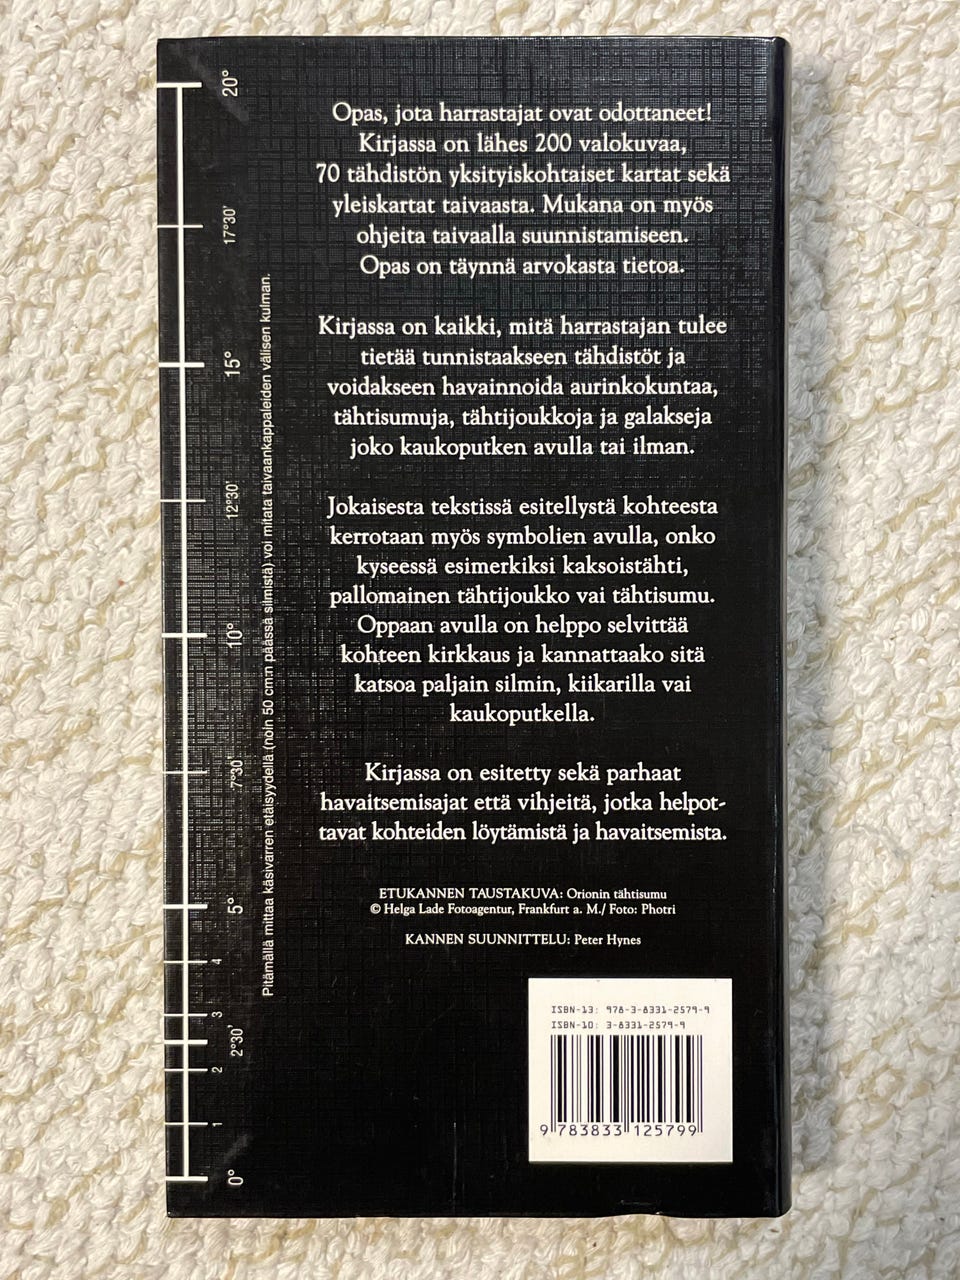 20°
17°30'
15°
12°30'
10°
7°30'
5°
4
3
2°30'
2
1
0°
Pitämällä mittaa käsivarren etäisyydellä (noin 50 cm:n päässä silmistä) voi mitata taivaankappaleiden välisen kulman.
Opas, jota harrastajat ovat odottaneet!
Kirjassa on lähes 200 valokuvaa,
70 tähdistön yksityiskohtaiset kartat sekä
yleiskartat taivaasta. Mukana on myös
ohjeita taivaalla suunnistamiseen.
Opas on täynnä arvokasta tietoa.
Kirjassa on kaikki, mitä harrastajan tulee
tietää tunnistaakseen tähdistöt ja
voidakseen havainnoida aurinkokuntaa,
tähtisumuja, tähtijoukkoja ja galakseja
joko kaukoputken avulla tai ilman.
Jokaisesta tekstissä esitellystä kohteesta
kerrotaan myös symbolien avulla, onko
kyseessä esimerkiksi kaksoistähti,
pallomainen tähtijoukko vai tähtisumu.
Oppaan avulla on helppo selvittää
kohteen kirkkaus ja kannattaako sitä
katsoa paljain silmin, kiikarilla vai
kaukoputkella.
Kirjassa on esitetty sekä parhaat
havaitsemisajat että vihjeitä, jotka helpot-
tavat kohteiden löytämistä ja havaitsemista.
ETUKANNEN TAUSTAKUVA: Orionin tähtisumu
© Helga Lade Fotoagentur, Frankfurt a. M./ Foto: Photri
KANNEN SUUNNITTELU: Peter Hynes
ISBN-13: 978-3-8331-2579-9
ISBN-10: 3-8331-2579-9
9 783833 125799